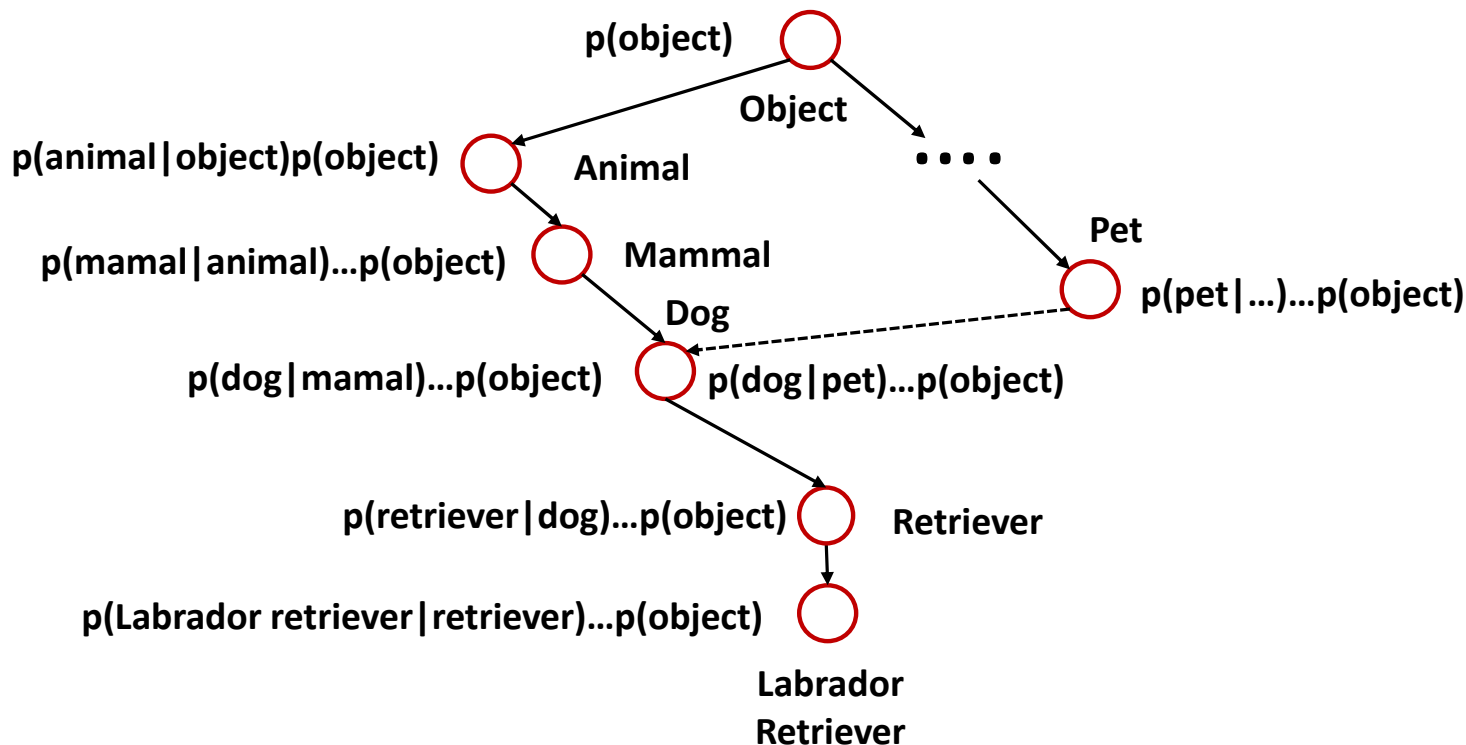 p(object)
Object
p(animal|object)p(object)
Animal
....
Pet
p(mamal|animal)...p(object)
Mammal
p(pet|...)...p(object)
Dog
p(dog|mamal)...p(object)
p(dog|pet)...p(object)
p(retriever|dog)...p(object)
Retriever
p(Labrador retriever|retriever)...p(object)
Labrador
Retriever